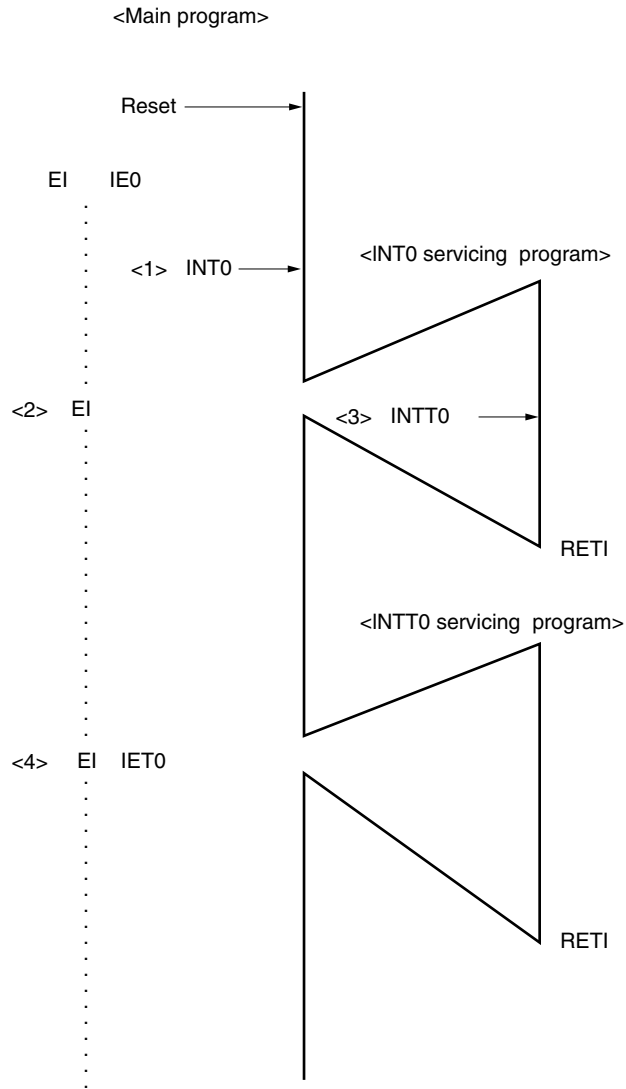 <Main program>
Reset
EI IE0
<1> INT0
<INT0 servicing program>
<2> EI
<3> INTT0
RETI
<INTT0 servicing program>
<4> EI IET0
RETI